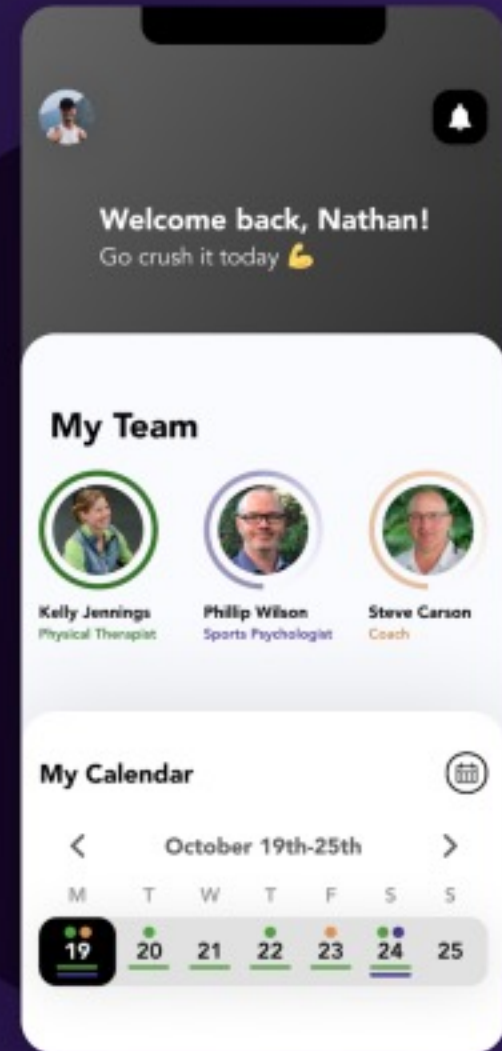 Welcome back, Nathan!
Go crush it today 💪
My Team
Kelly Jennings Phillip Wilson Steve Carson
Physical Therapist Sports Psychologist Coach
My Calendar
October 19th-25th
M T W T F S S
19 20 21 22 23 24 25